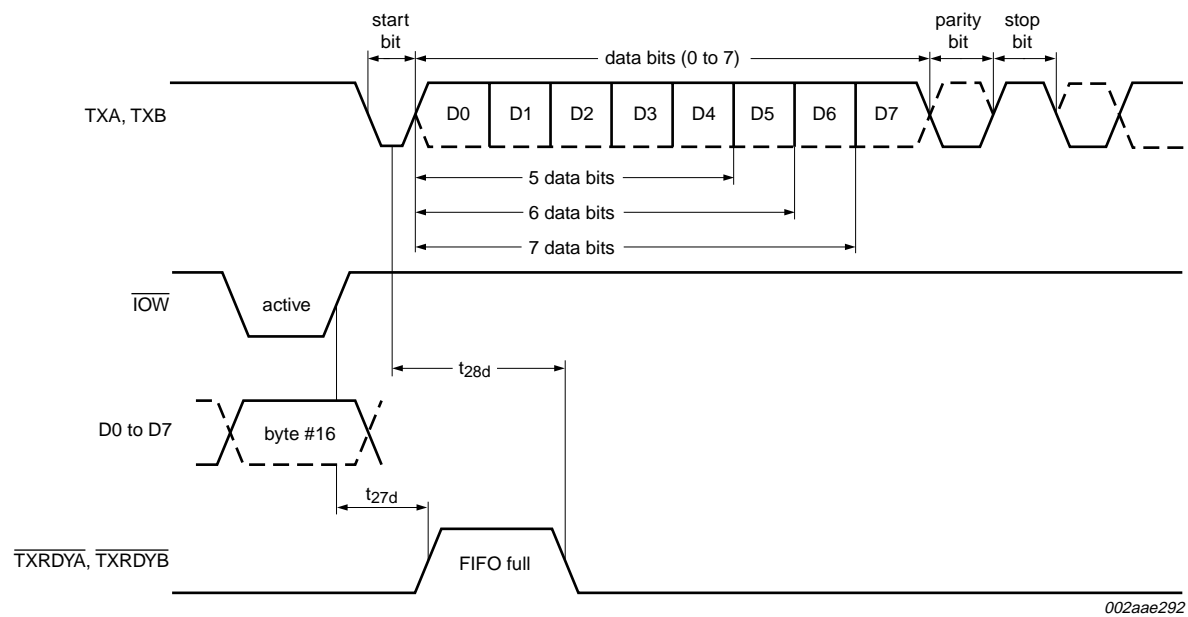 start bit
data bits (0 to 7)
parity bit
stop bit
TXA, TXB
D0
D1
D2
D3
D4
D5
D6
D7
5 data bits
6 data bits
7 data bits
IOW
active
t28d
D0 to D7
byte #16
t27d
TXRDYA, TXRDYB
FIFO full
002aae292